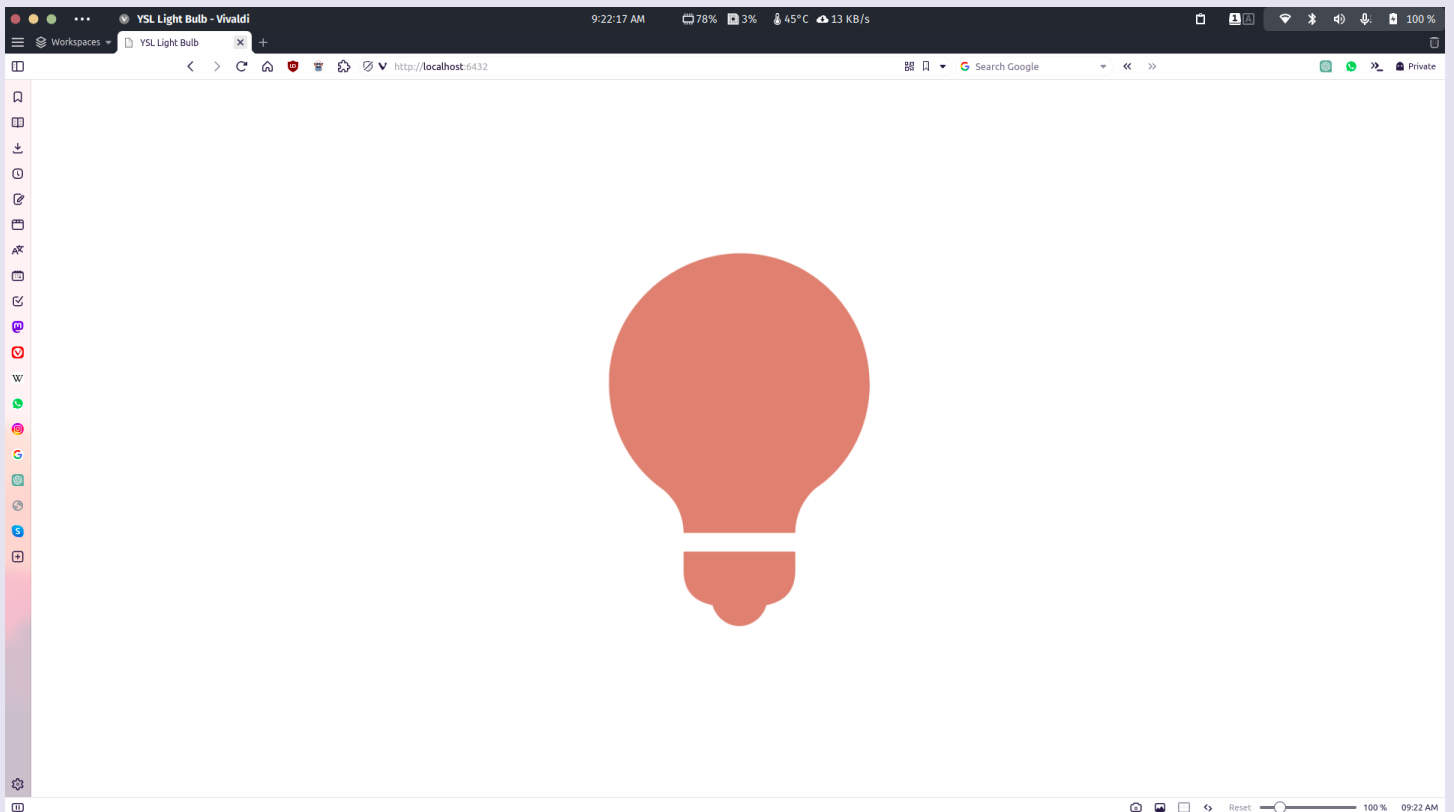 YSL Light Bulb - Vivaldi
9:22:17 AM 78% 3% 45°C 13 KB/s
1 A
100 %
Workspaces
YSL Light Bulb
http://localhost:6432
Search Google
Private
Reset
100 %
09:22 AM